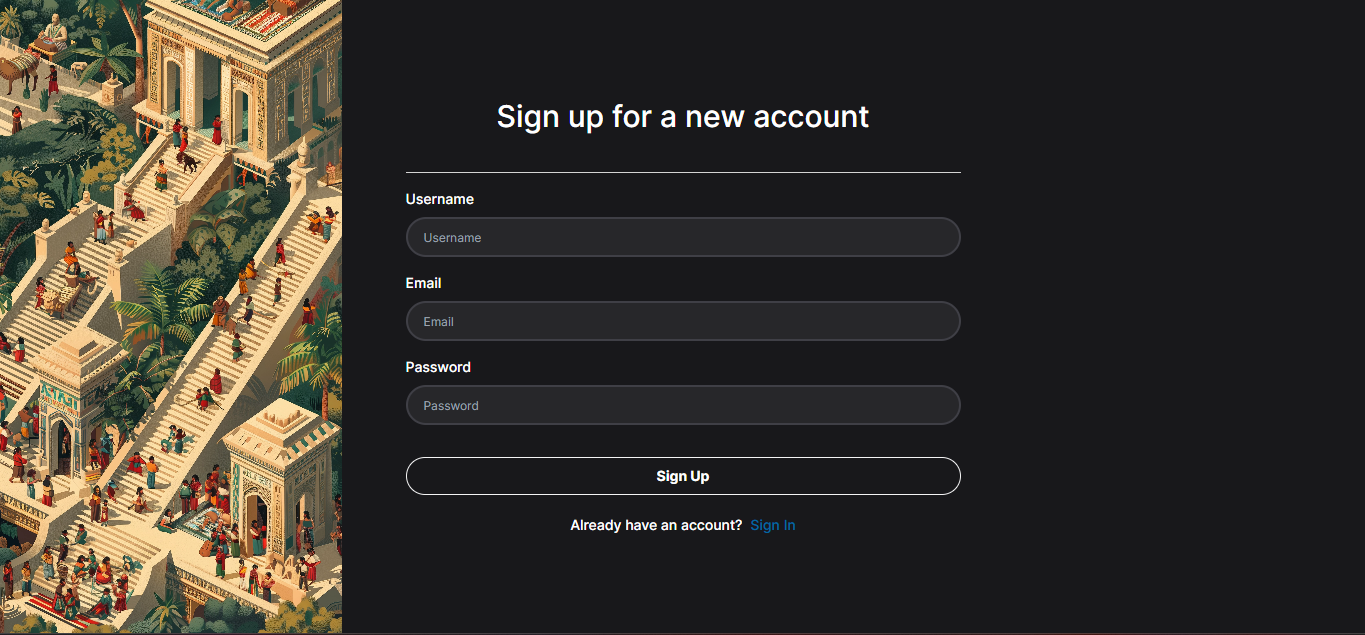 Sign up for a new account
Username
Username
Email
Email
Password
Password
Sign Up
Already have an account? Sign In